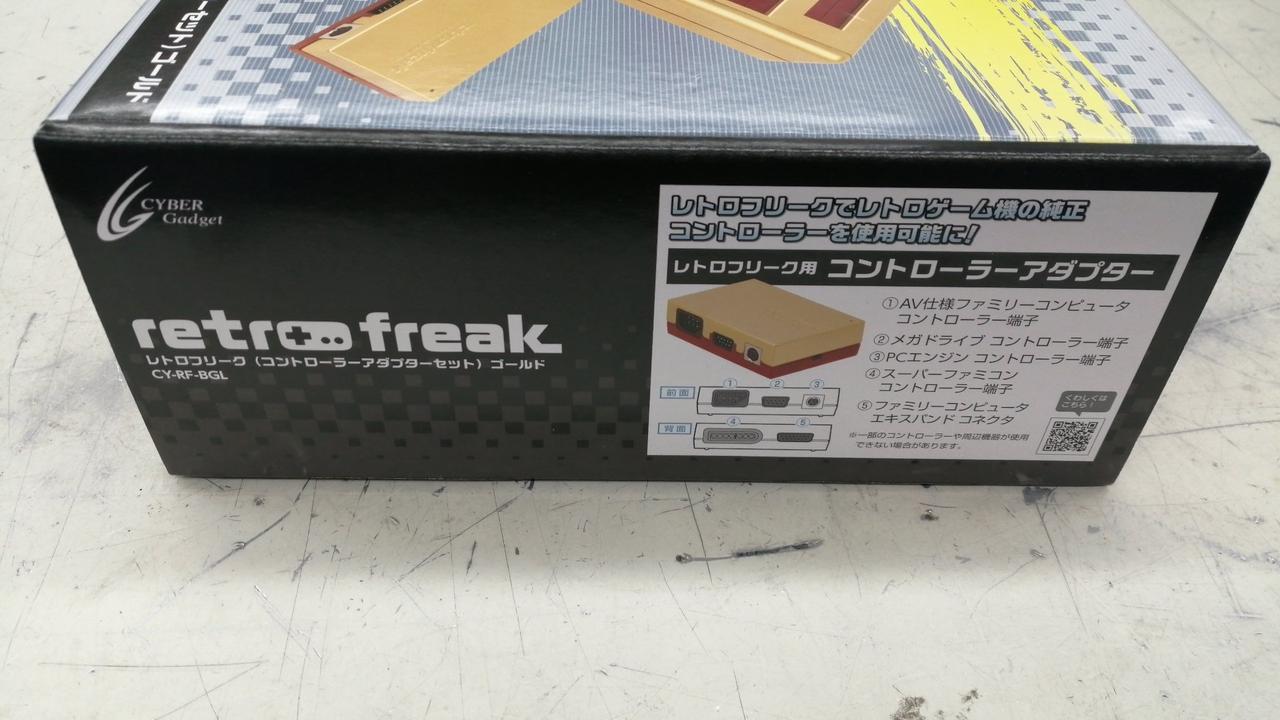 ーセット)ゴールド
CYBER
Gadget
retro freak
レトロフリーク（コントローラーアダプターセット）ゴールド
CY-RF-BGL
レトロフリークでレトロゲーム機の純正
コントローラーを使用可能に!
レトロフリーク用 コントローラーアダプター
①AV仕様ファミリーコンピュータ
コントローラー端子
②メガドライブ コントローラー端子
③PCエンジン コントローラー端子
④スーパーファミコン
コントローラー端子
⑤ファミリーコンピュータ
エキスパンド コネクタ
※一部のコントローラーや周辺機器が使用
できない場合があります。
くわしくは
こちら！
前面
① ② ③
背面
④ ⑤